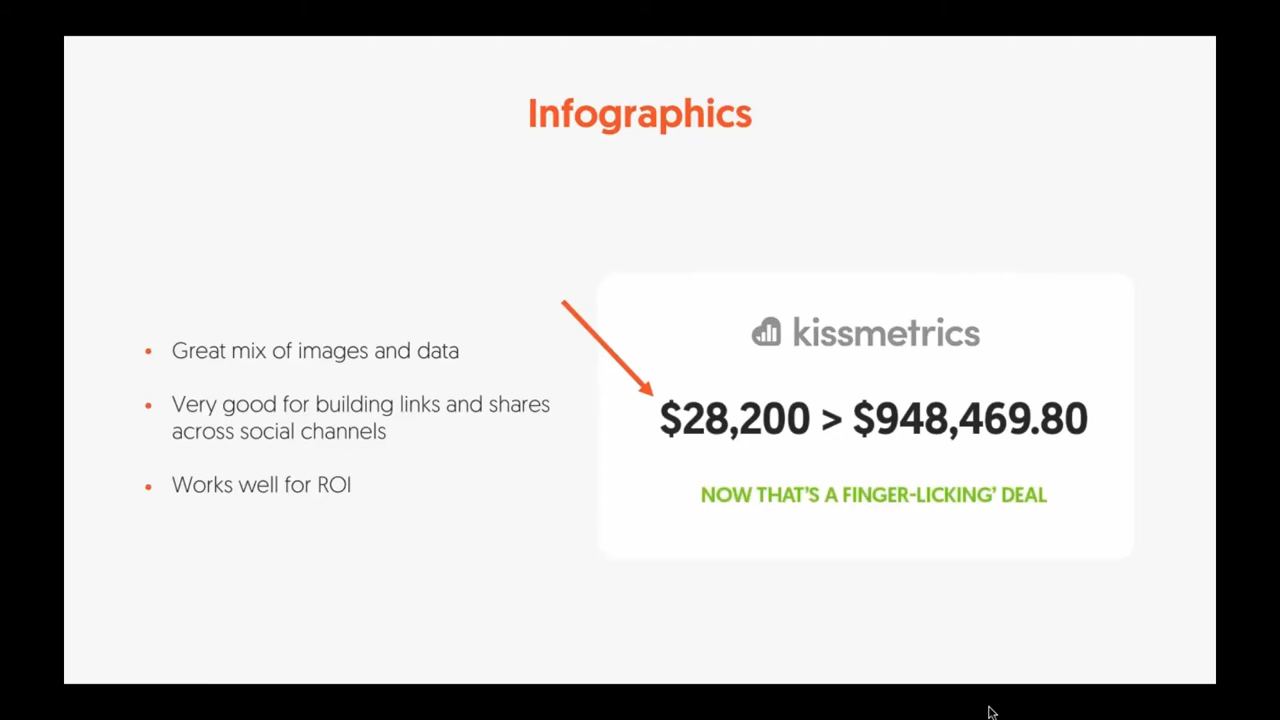 Infographics
• Great mix of images and data
• Very good for building links and shares
across social channels
• Works well for ROI
kissmetrics
$28,200 > $948,469.80
NOW THAT'S A FINGER-LICKING' DEAL